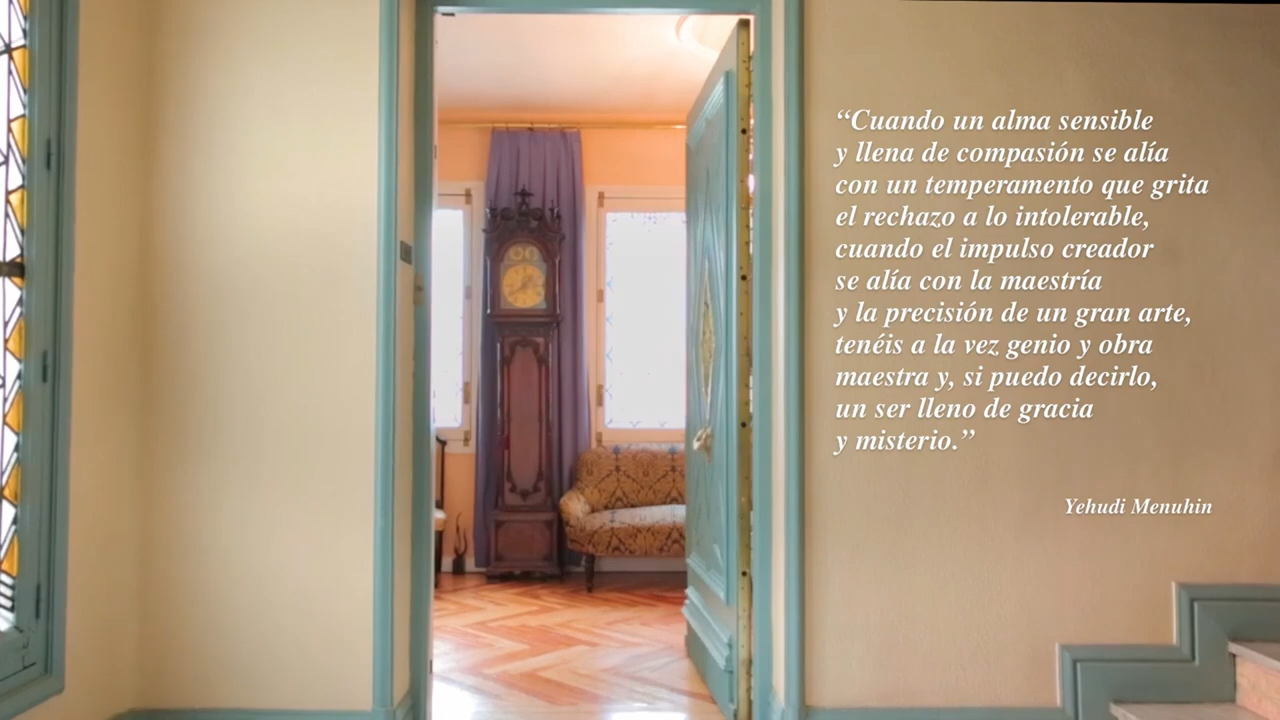 “Cuando un alma sensible
y llena de compasión se alía
con un temperamento que grita
el rechazo a lo intolerable,
cuando el impulso creador
se alía con la maestría
y la precisión de un gran arte,
tenéis a la vez genio y obra
maestra y, si puedo decirlo,
un ser lleno de gracia
y misterio.”
Yehudi Menuhin